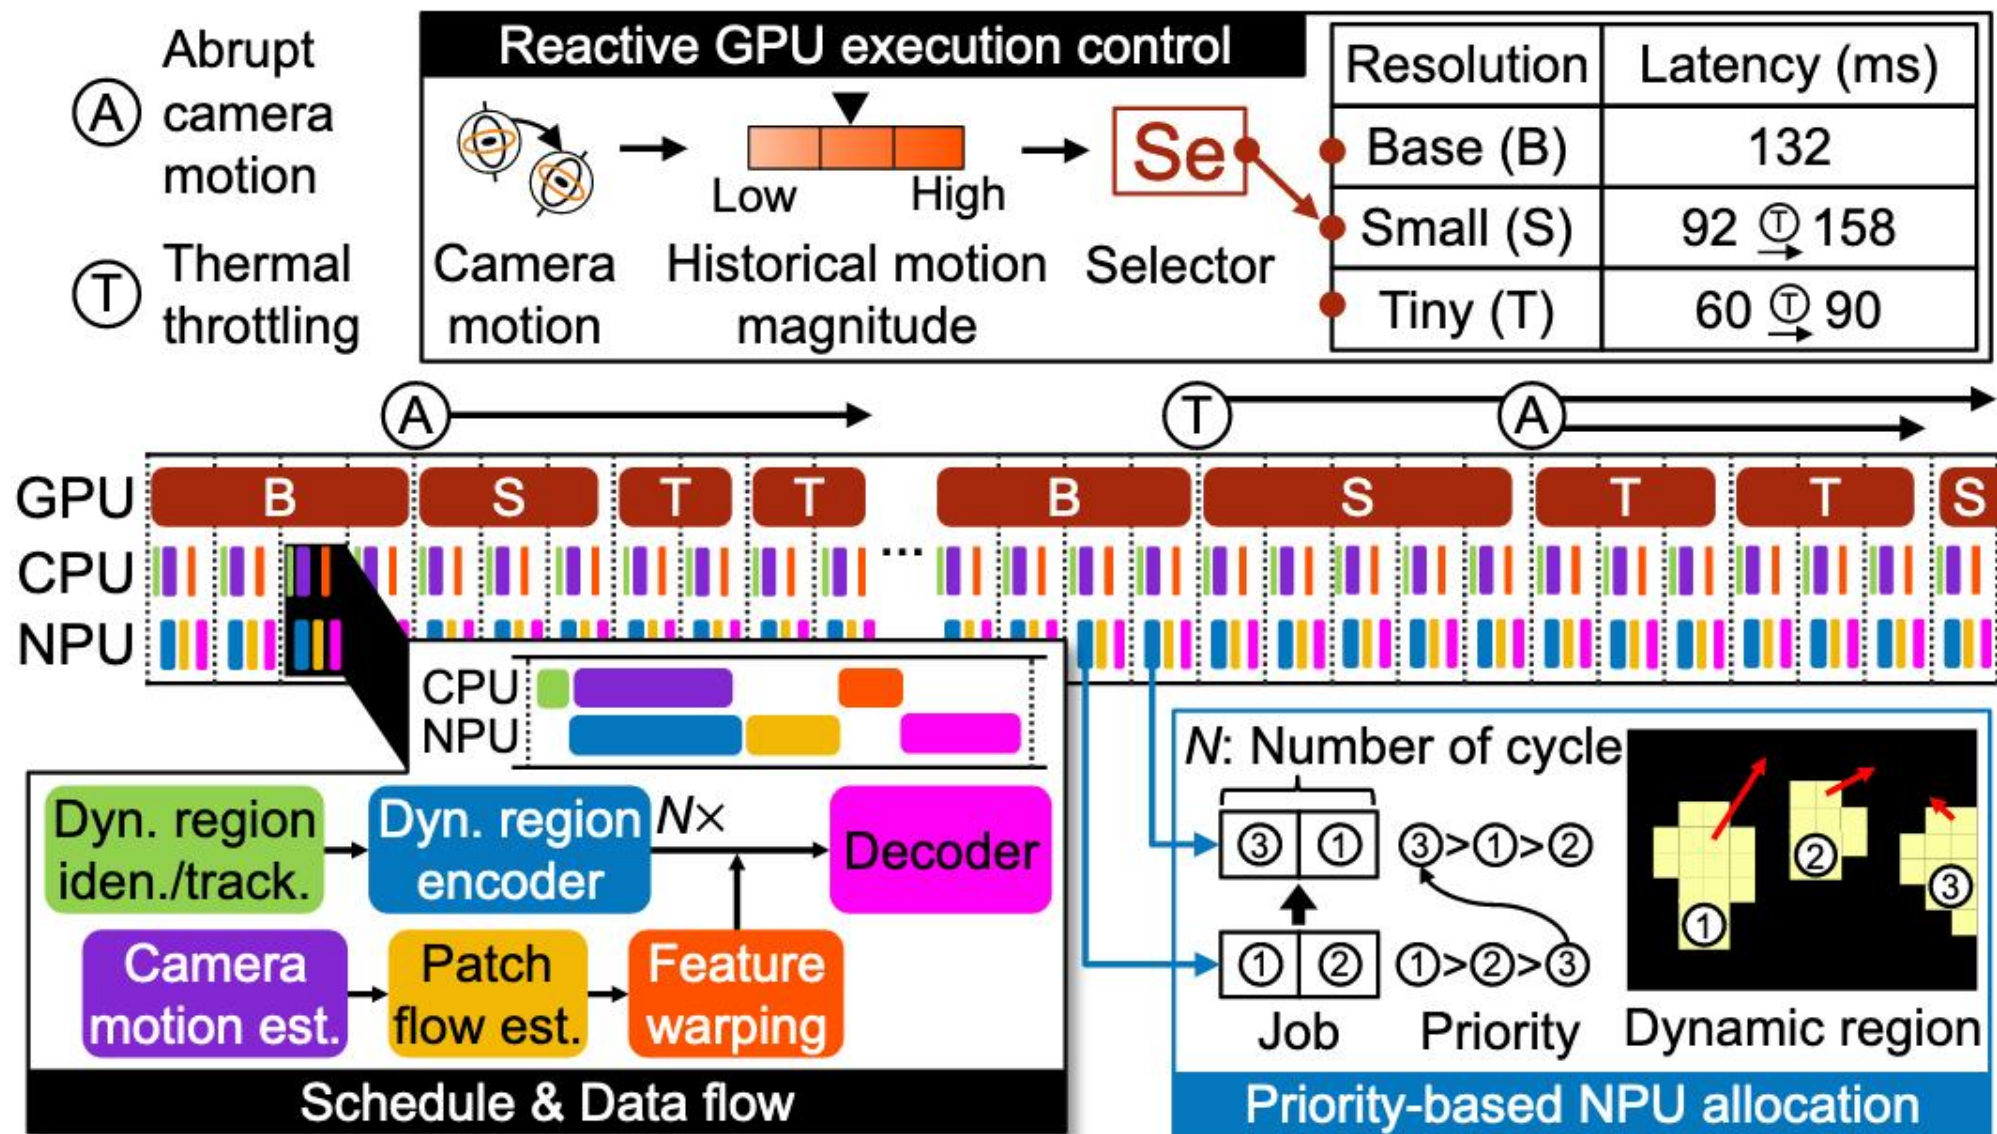 A
Abrupt
camera
motion
T
Thermal
throttling
Reactive GPU execution control
Low
High
Se
Camera
motion
Historical motion
magnitude
Selector
Resolution Latency (ms)
Base (B) 132
Small (S) 92 T 158
Tiny (T) 60 T 90
A T A
GPU B S T T B S T T S
CPU ...
NPU
CPU
NPU
Dyn. region
iden./track.
Dyn. region
encoder
N×
Decoder
Camera
motion est.
Patch
flow est.
Feature
warping
Schedule & Data flow
N: Number of cycle
3 1 3>1>2
1 2 1>2>3
Job Priority
1 2 3
Dynamic region
Priority-based NPU allocation